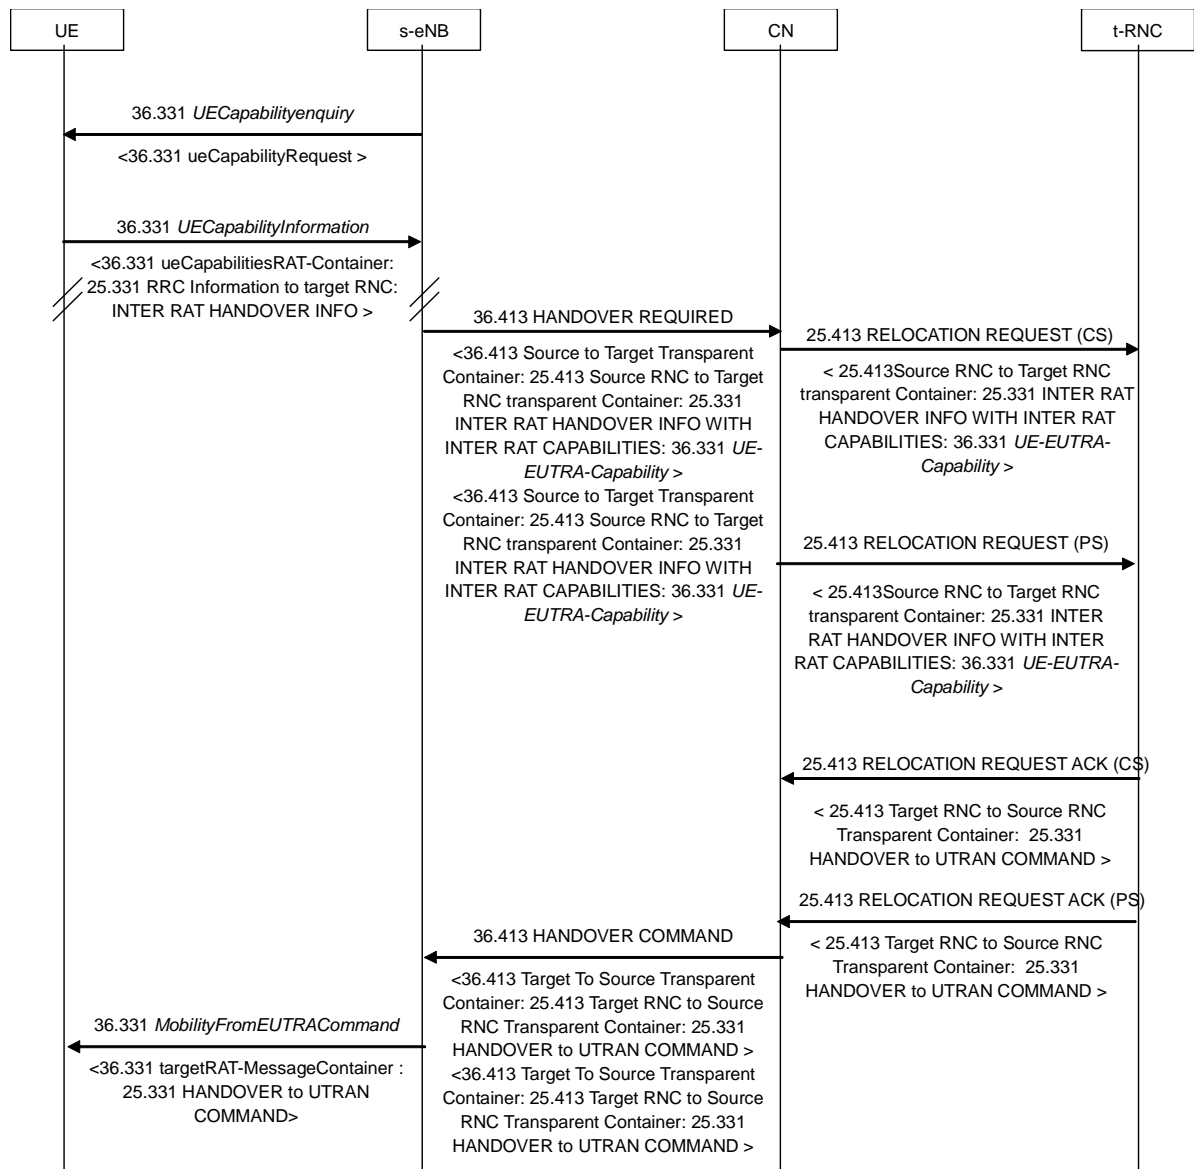 UE
s-eNB
CN
t-RNC
36.331 UECapabilityenquiry
<36.331 ueCapabilityRequest >
36.331 UECapabilityInformation
<36.331 ueCapabilitiesRAT-Container:
25.331 RRC Information to target RNC:
INTER RAT HANDOVER INFO >
36.413 HANDOVER REQUIRED
<36.413 Source to Target Transparent
Container: 25.413 Source RNC to Target
RNC transparent Container: 25.331
INTER RAT HANDOVER INFO WITH
INTER RAT CAPABILITIES: 36.331 UE-
EUTRA-Capability >
<36.413 Source to Target Transparent
Container: 25.413 Source RNC to Target
RNC transparent Container: 25.331
INTER RAT HANDOVER INFO WITH
INTER RAT CAPABILITIES: 36.331 UE-
EUTRA-Capability >
25.413 RELOCATION REQUEST (CS)
< 25.413Source RNC to Target RNC
transparent Container: 25.331 INTER RAT
HANDOVER INFO WITH INTER RAT
CAPABILITIES: 36.331 UE-EUTRA-
Capability >
25.413 RELOCATION REQUEST (PS)
< 25.413Source RNC to Target RNC
transparent Container: 25.331 INTER
RAT HANDOVER INFO WITH INTER
RAT CAPABILITIES: 36.331 UE-EUTRA-
Capability >
25.413 RELOCATION REQUEST ACK (CS)
< 25.413 Target RNC to Source RNC
Transparent Container: 25.331
HANDOVER to UTRAN COMMAND >
25.413 RELOCATION REQUEST ACK (PS)
< 25.413 Target RNC to Source RNC
Transparent Container: 25.331
HANDOVER to UTRAN COMMAND >
36.413 HANDOVER COMMAND
<36.413 Target To Source Transparent
Container: 25.413 Target RNC to Source
RNC Transparent Container: 25.331
HANDOVER to UTRAN COMMAND >
<36.413 Target To Source Transparent
Container: 25.413 Target RNC to Source
RNC Transparent Container: 25.331
HANDOVER to UTRAN COMMAND >
36.331 MobilityFromEUTRACommand
<36.331 targetRAT-MessageContainer :
25.331 HANDOVER to UTRAN
COMMAND>